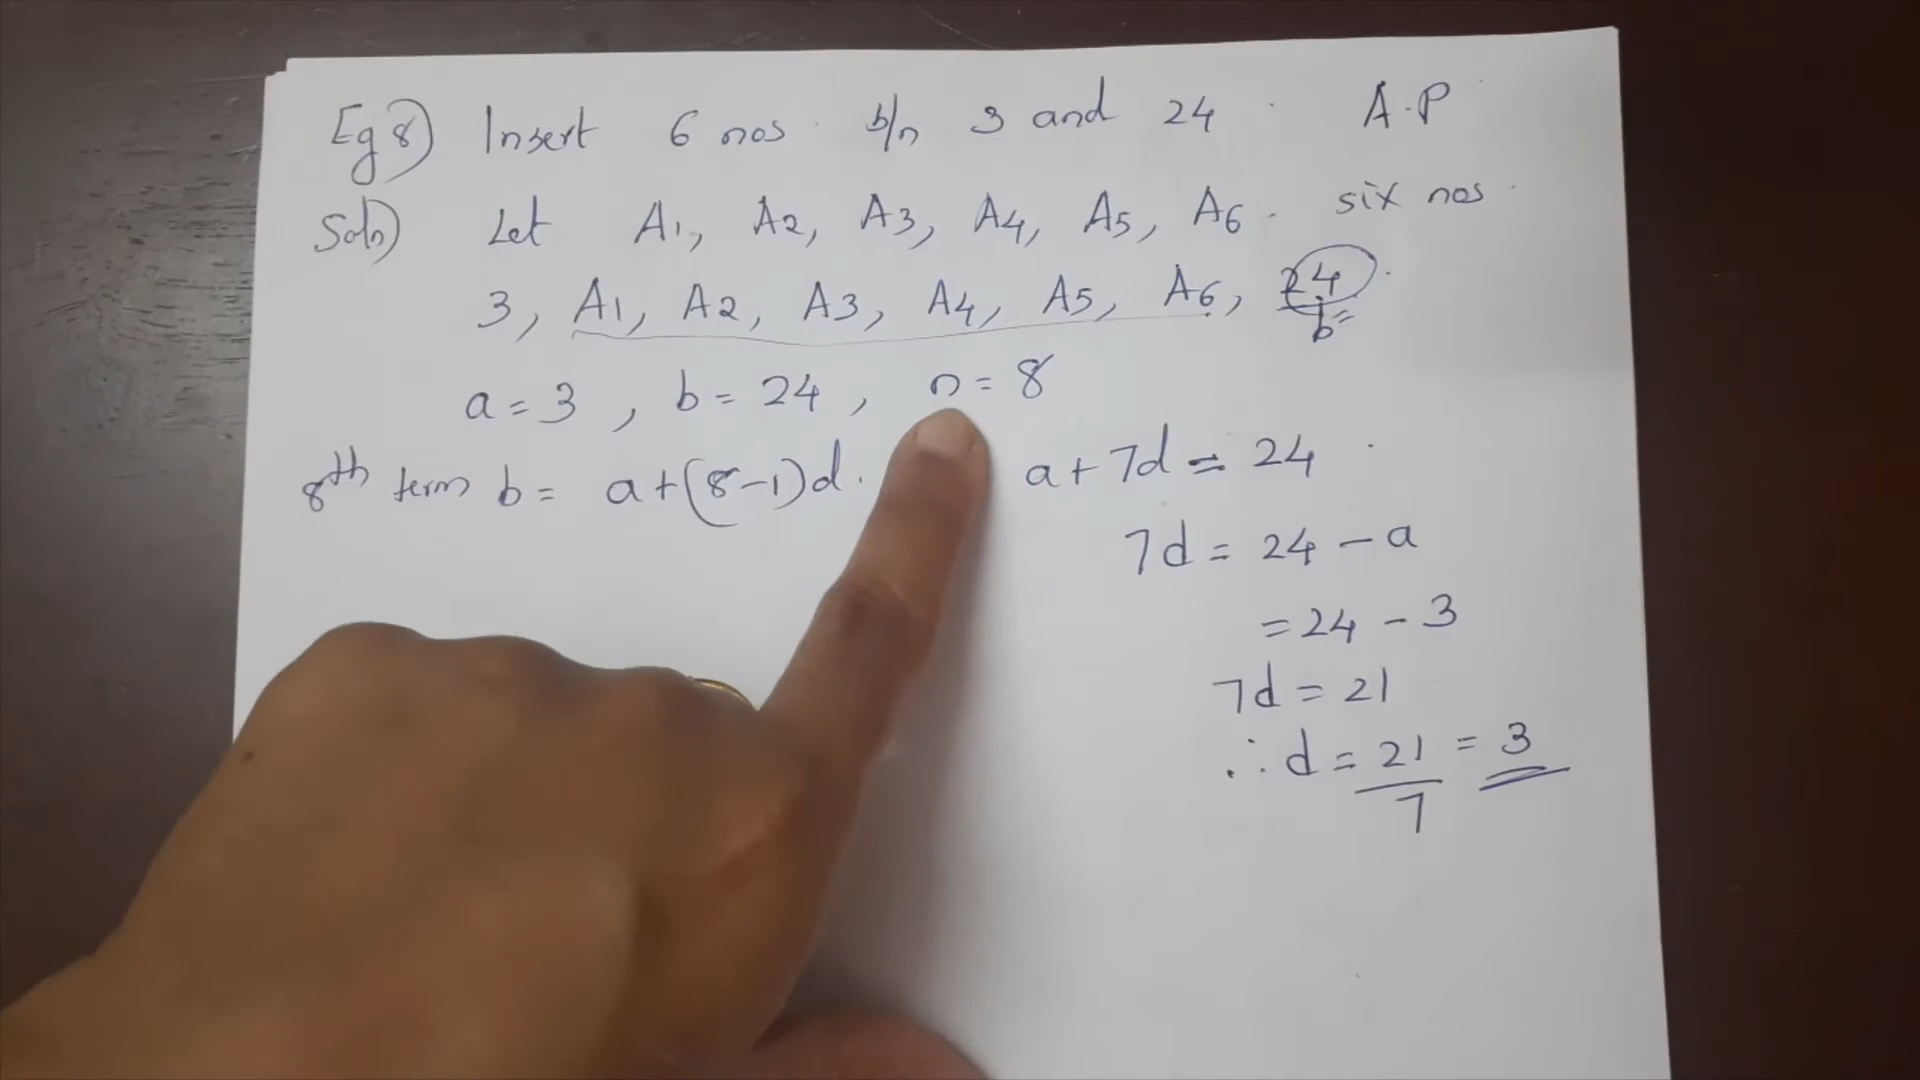 Eg 8) Insert 6 nos b/n 3 and 24. A.P
Soln) Let A1, A2, A3, A4, A5, A6. six nos.
3, A1, A2, A3, A4, A5, A6, 24.
b=
a = 3, b = 24, n = 8
8th term b = a+(8-1)d. a+7d = 24.
7d = 24 - a
= 24 - 3
7d = 21
∴ d = 21/7 = 3